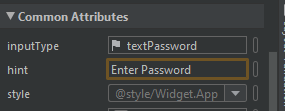 Common Attributes
inputType textPassword
hint Enter Password
style @style/Widget.App